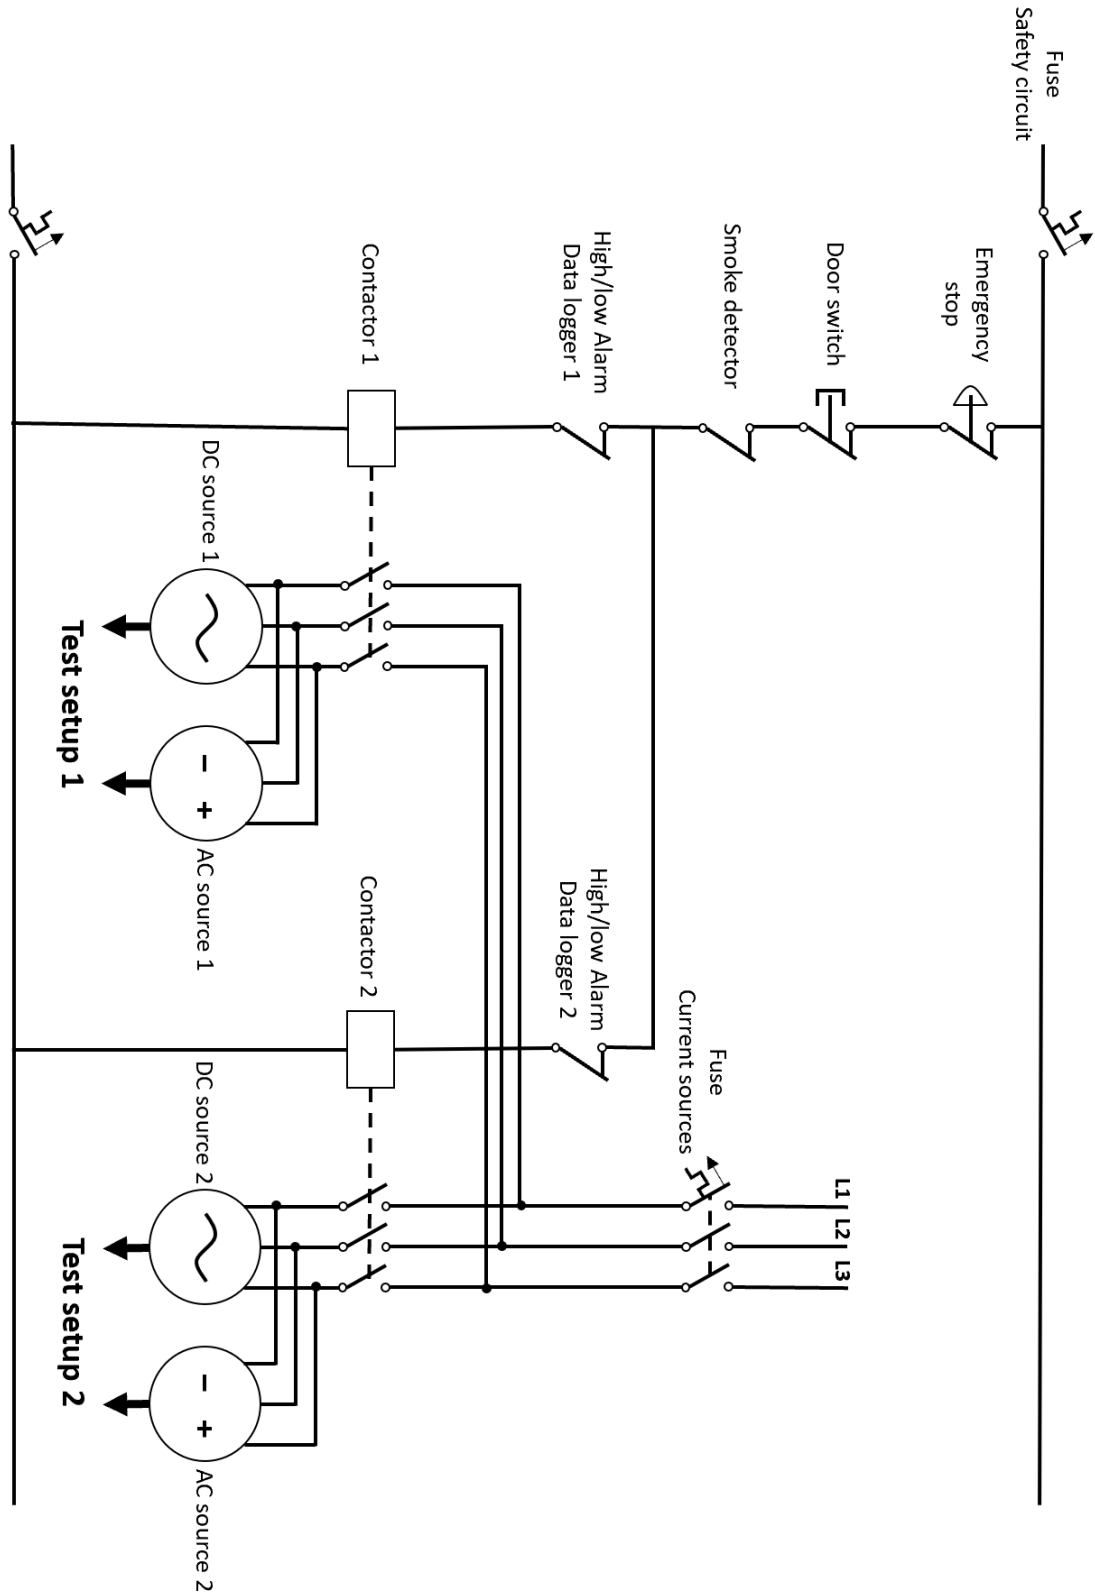 Fuse
Safety circuit
Emergency
stop
Door switch
Smoke detector
High/low Alarm
Data logger 1
Contactor 1
High/low Alarm
Data logger 2
Contactor 2
Fuse
Current sources
L1
L2
L3
DC source 1
AC source 1
DC source 2
AC source 2
Test setup 1
Test setup 2